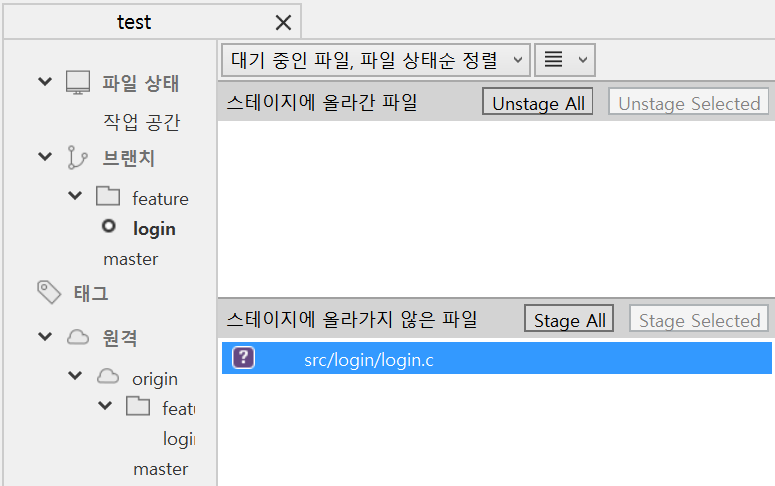 test
파일 상태
작업 공간
브랜치
feature
login
master
태그
원격
origin
feat
login
master
대기 중인 파일, 파일 상태순 정렬
스테이지에 올라간 파일 Unstage All Unstage Selected
스테이지에 올라가지 않은 파일 Stage All Stage Selected
? src/login/login.c